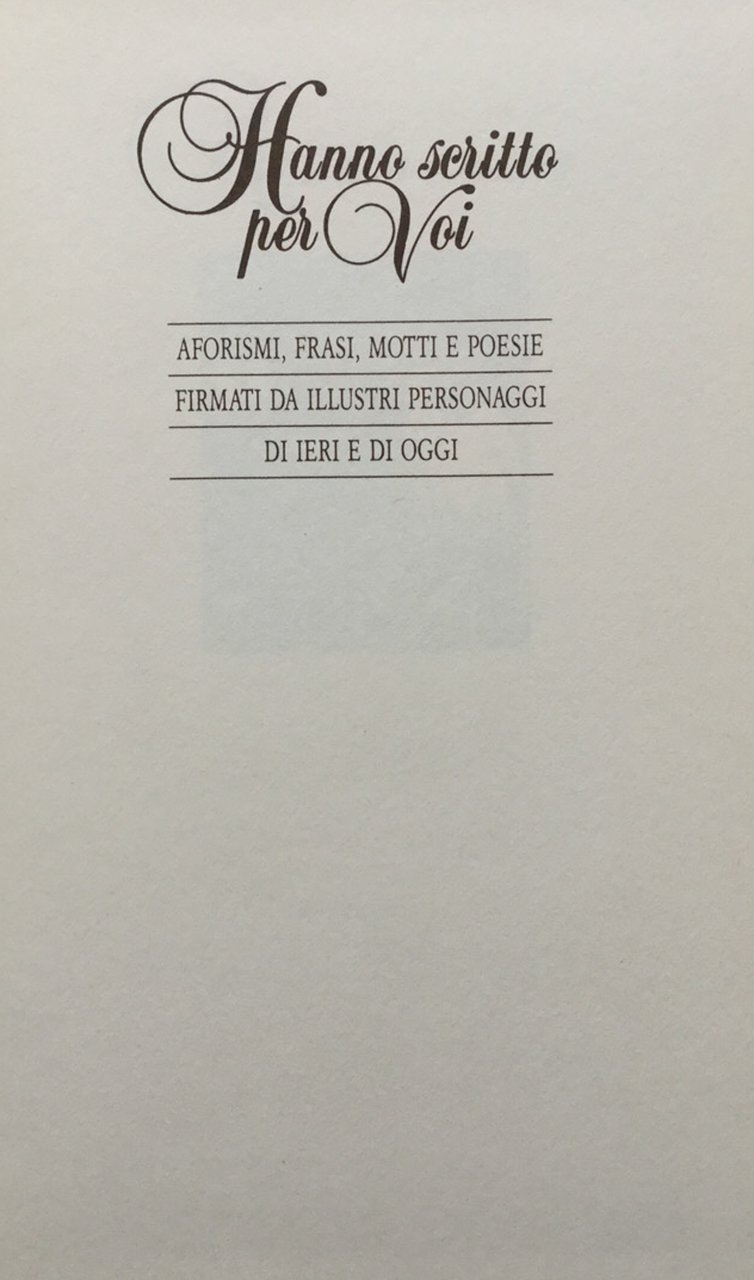 Hanno scritto
per Voi
AFORISMI, FRASI, MOTTI E POESIE
FIRMATI DA ILLUSTRI PERSONAGGI
DI IERI E DI OGGI